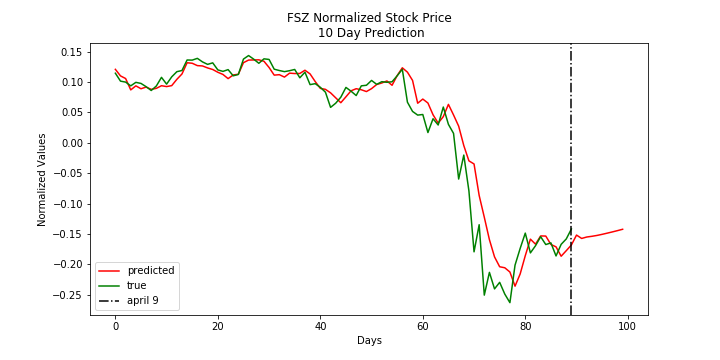 FSZ Normalized Stock Price
10 Day Prediction
Normalized Values
0.15
0.10
0.05
0.00
−0.05
−0.10
−0.15
−0.20
−0.25
predicted
true
april 9
0 20 40 60 80 100
Days